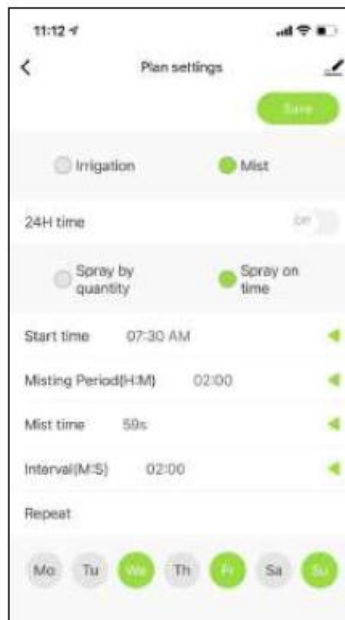 11:12
Plan settings
Save
Irrigation Mist
24H time Off
Spray by quantity Spray on time
Start time 07:30 AM
Misting Period(H:M) 02:00
Mist time 59s
Interval(M:S) 02:00
Repeat
Mo Tu We Th Fr Sa Su